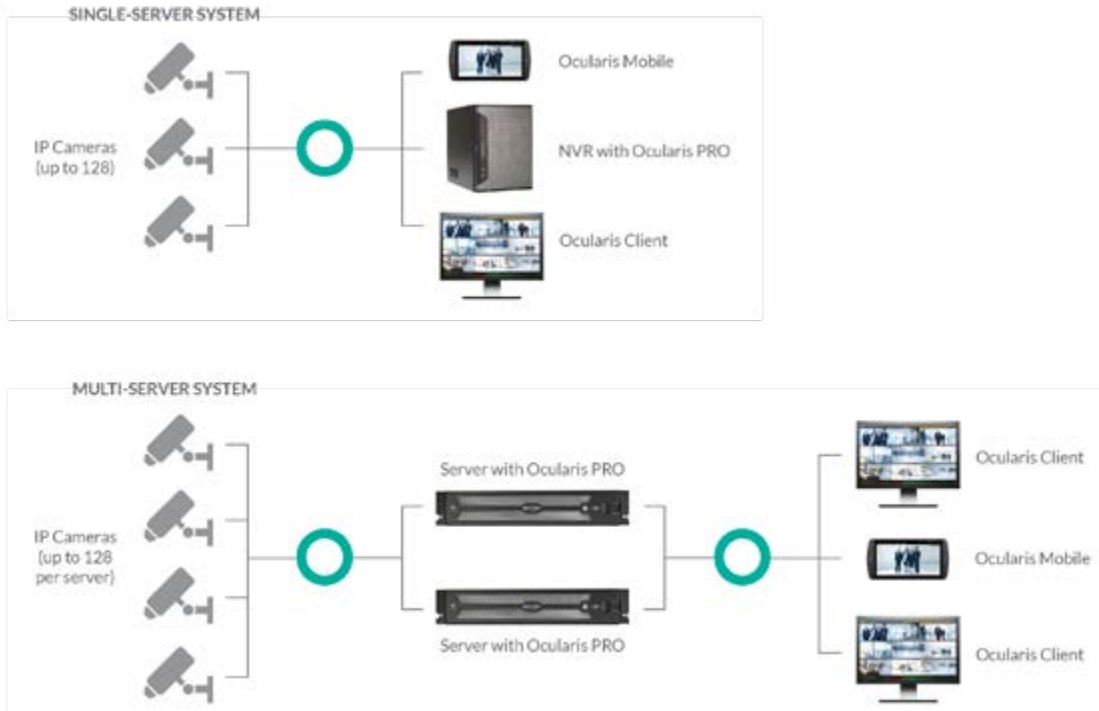 SINGLE-SERVER SYSTEM
Ocularis Mobile
IP Cameras
(up to 128)
NVR with Ocularis PRO
Ocularis Client
MULTI-SERVER SYSTEM
IP Cameras
(up to 128
per server)
Server with Ocularis PRO
Server with Ocularis PRO
Ocularis Client
Ocularis Mobile
Ocularis Client